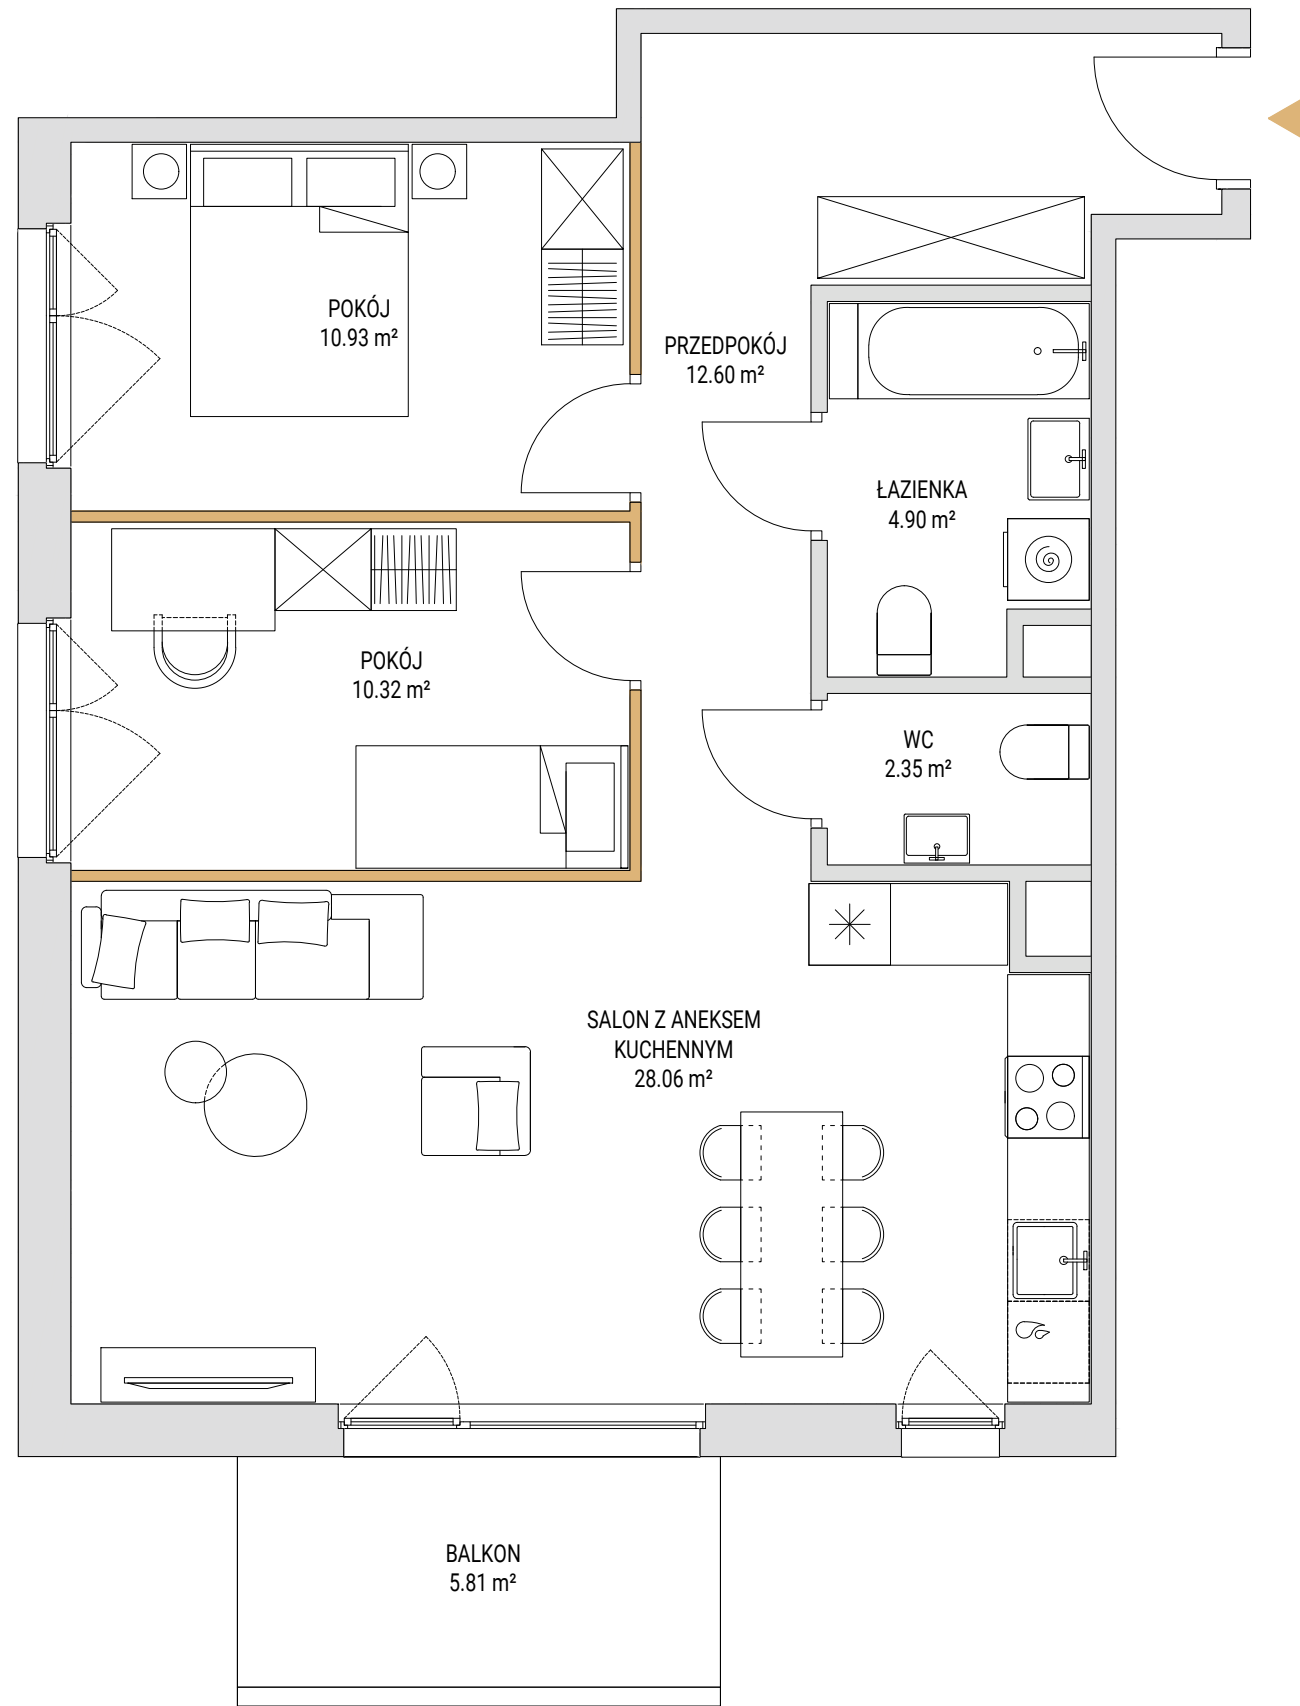 POKÓJ
10.93 m²
PRZEDPOKÓJ
12.60 m²
ŁAZIENKA
4.90 m²
POKÓJ
10.32 m²
WC
2.35 m²
SALON Z ANEKSEM
KUCHENNYM
28.06 m²
BALKON
5.81 m²